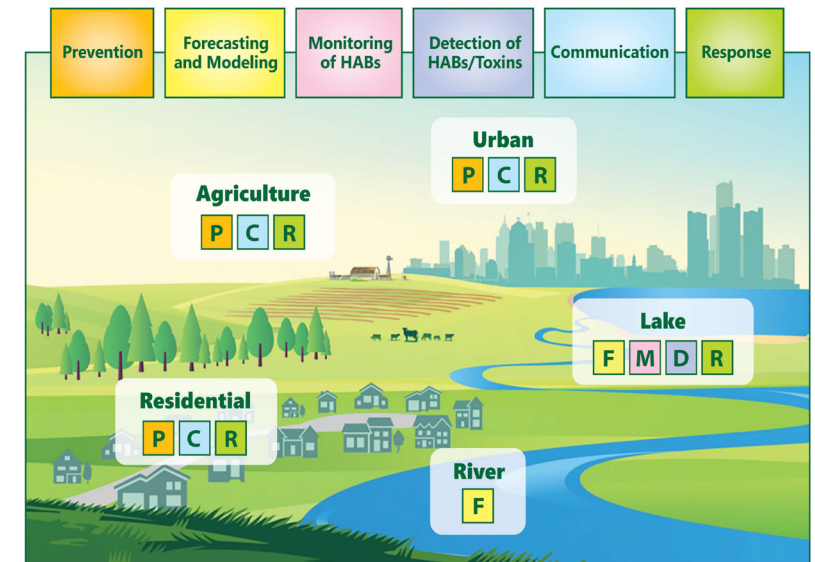 Prevention
Forecasting
and Modeling
Monitoring
of HABs
Detection of
HABs/Toxins
Communication
Response
Urban
P C R
Agriculture
P C R
Lake
F M D R
Residential
P C R
River
F